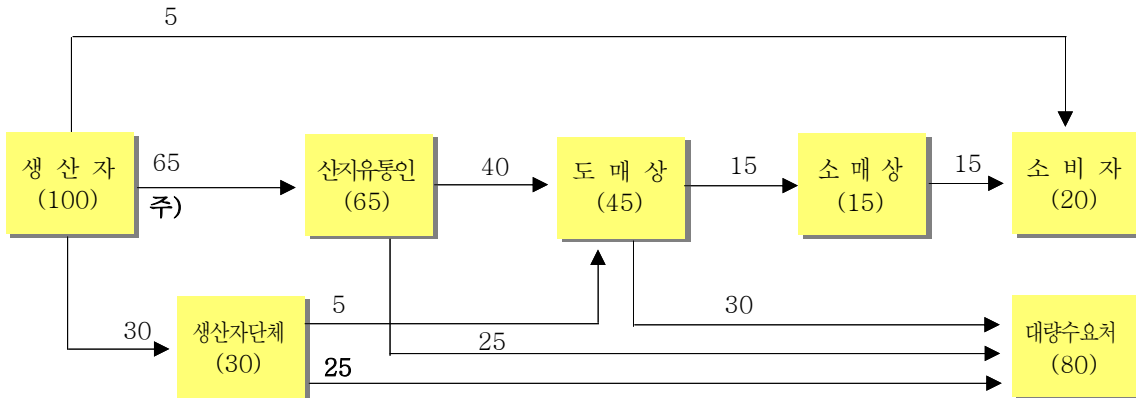 5
생 산 자
(100)
65
주)
산지유통인
(65)
40
도 매 상
(45)
15
소 매 상
(15)
15
소 비 자
(20)
30
생산자단체
(30)
5
25
25
30
대량수요처
(80)